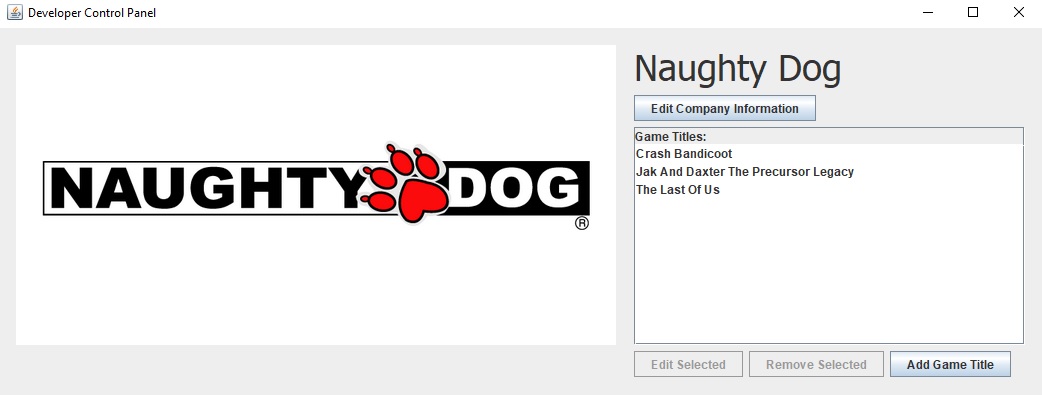 Developer Control Panel
NAUGHTY DOG
®
Naughty Dog
Edit Company Information
Game Titles:
Crash Bandicoot
Jak And Daxter The Precursor Legacy
The Last Of Us
Edit Selected Remove Selected Add Game Title